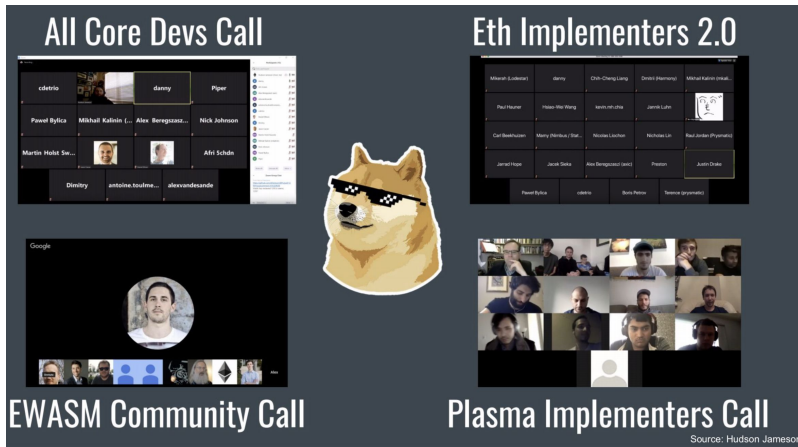 All Core Devs Call
Eth Implementers 2.0
cdetrio
danny
Piper
Pawel Bylica
Mikhail Kalinin (...
Alex Beregszasz...
Nick Johnson
Martin Holst Sw...
Afri Schdn
Dimitry
antoine.toulme...
alexvandesande
Mikerah (Lodestar)
danny
Chih-Cheng Liang
Dmitrii (Harmony)
Mikhail Kalinin (Heal...
Paul Hauner
Hsiao-Wei Wang
kevin.mh.chia
Jannik Luhn
Carl Beekhuizen
Mamy (Nimbus / Stat...
Nicolas Liochon
Nicholas Lin
Raul Jordan (Prysmatic)
Jarrad Hope
Jacek Sieka
Alex Beregszaszi (axic)
Preston
Justin Drake
Pawel Bylica
cdetrio
Boris Petrov
Terence (prysmatic)
Google
EWASM Community Call
Plasma Implementers Call
Source: Hudson Jameson